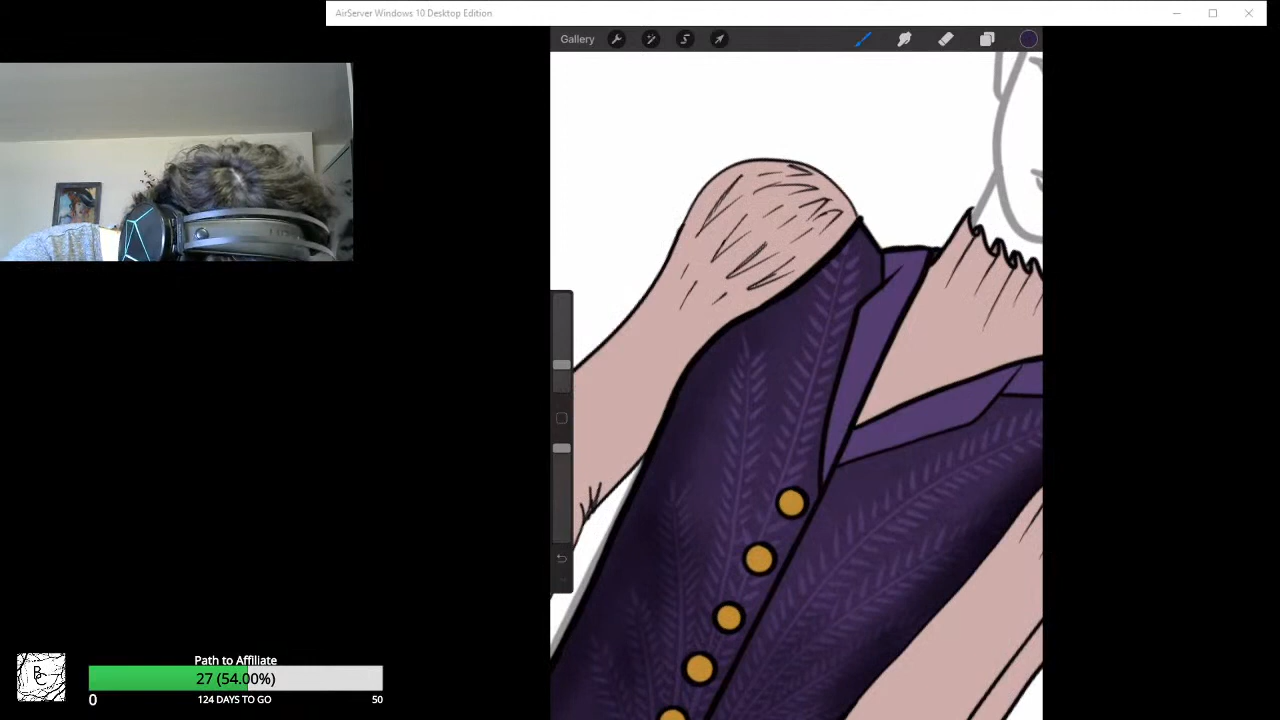 AirServer Windows 10 Desktop Edition
Gallery
Path to Affiliate
27 (54.00%)
0
124 DAYS TO GO
50